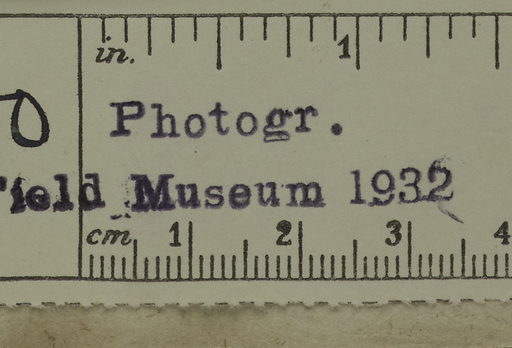 in. 1
Photogr.
Field Museum 1932
cm 1 2 3 4